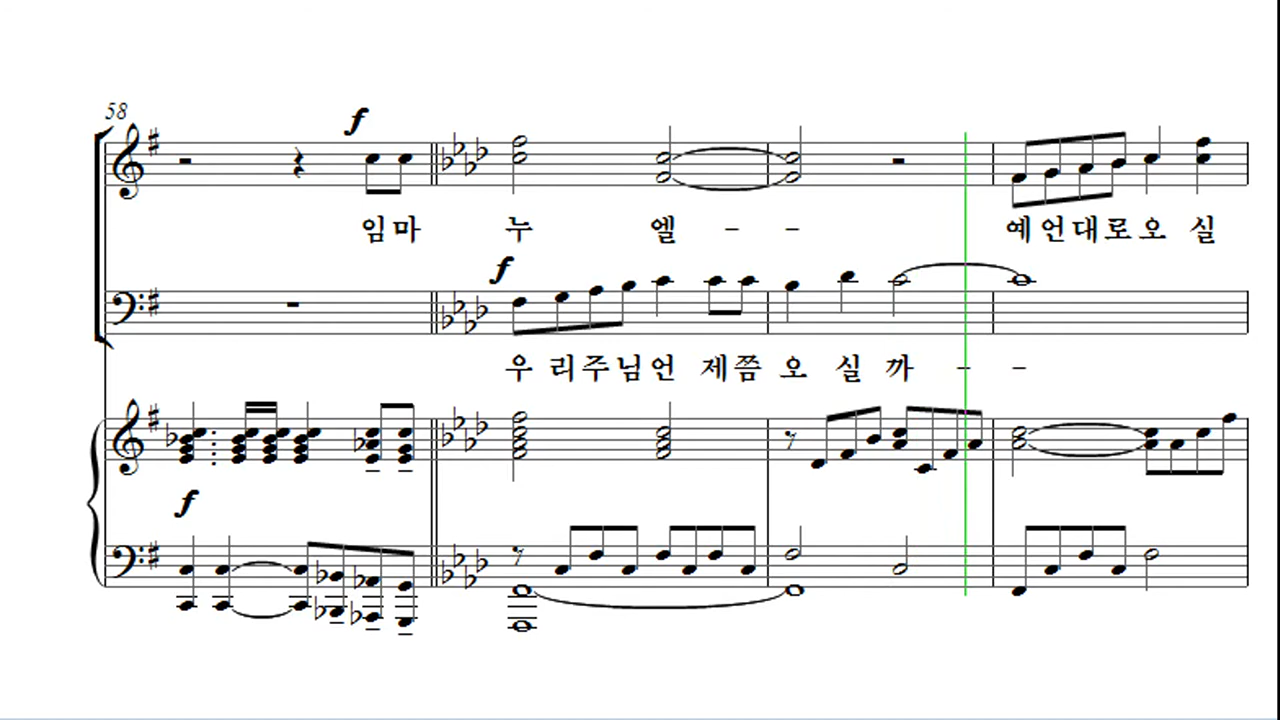 58
f
임마 누 엘 - - 예언대로오 실
f
우 리주님언 제쯤 오 실 까 - -
f